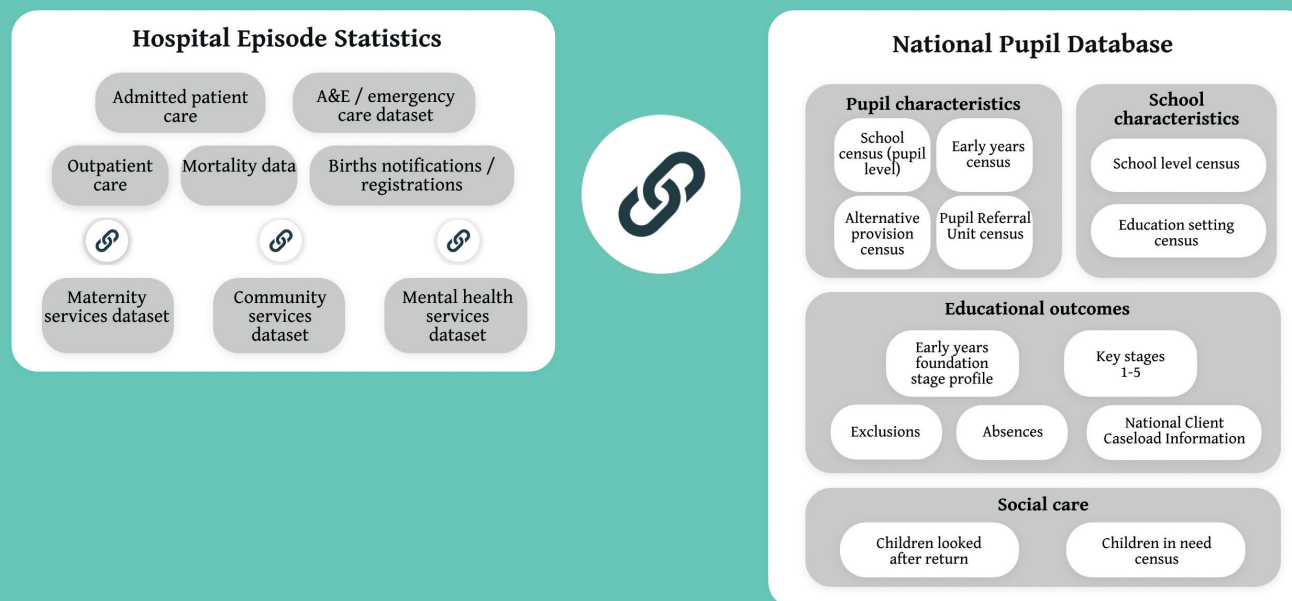 Hospital Episode Statistics
Admitted patient
care
A&E / emergency
care dataset
Outpatient
care
Mortality data
Births notifications /
registrations
Maternity
services dataset
Community
services
dataset
Mental health
services
dataset
National Pupil Database
Pupil characteristics
School
census (pupil
level)
Early years
census
Alternative
provision
census
Pupil Referral
Unit census
School
characteristics
School level census
Education setting
census
Educational outcomes
Early years
foundation
stage profile
Key stages
1-5
Exclusions
Absences
National Client
Caseload Information
Social care
Children looked
after return
Children in need
census